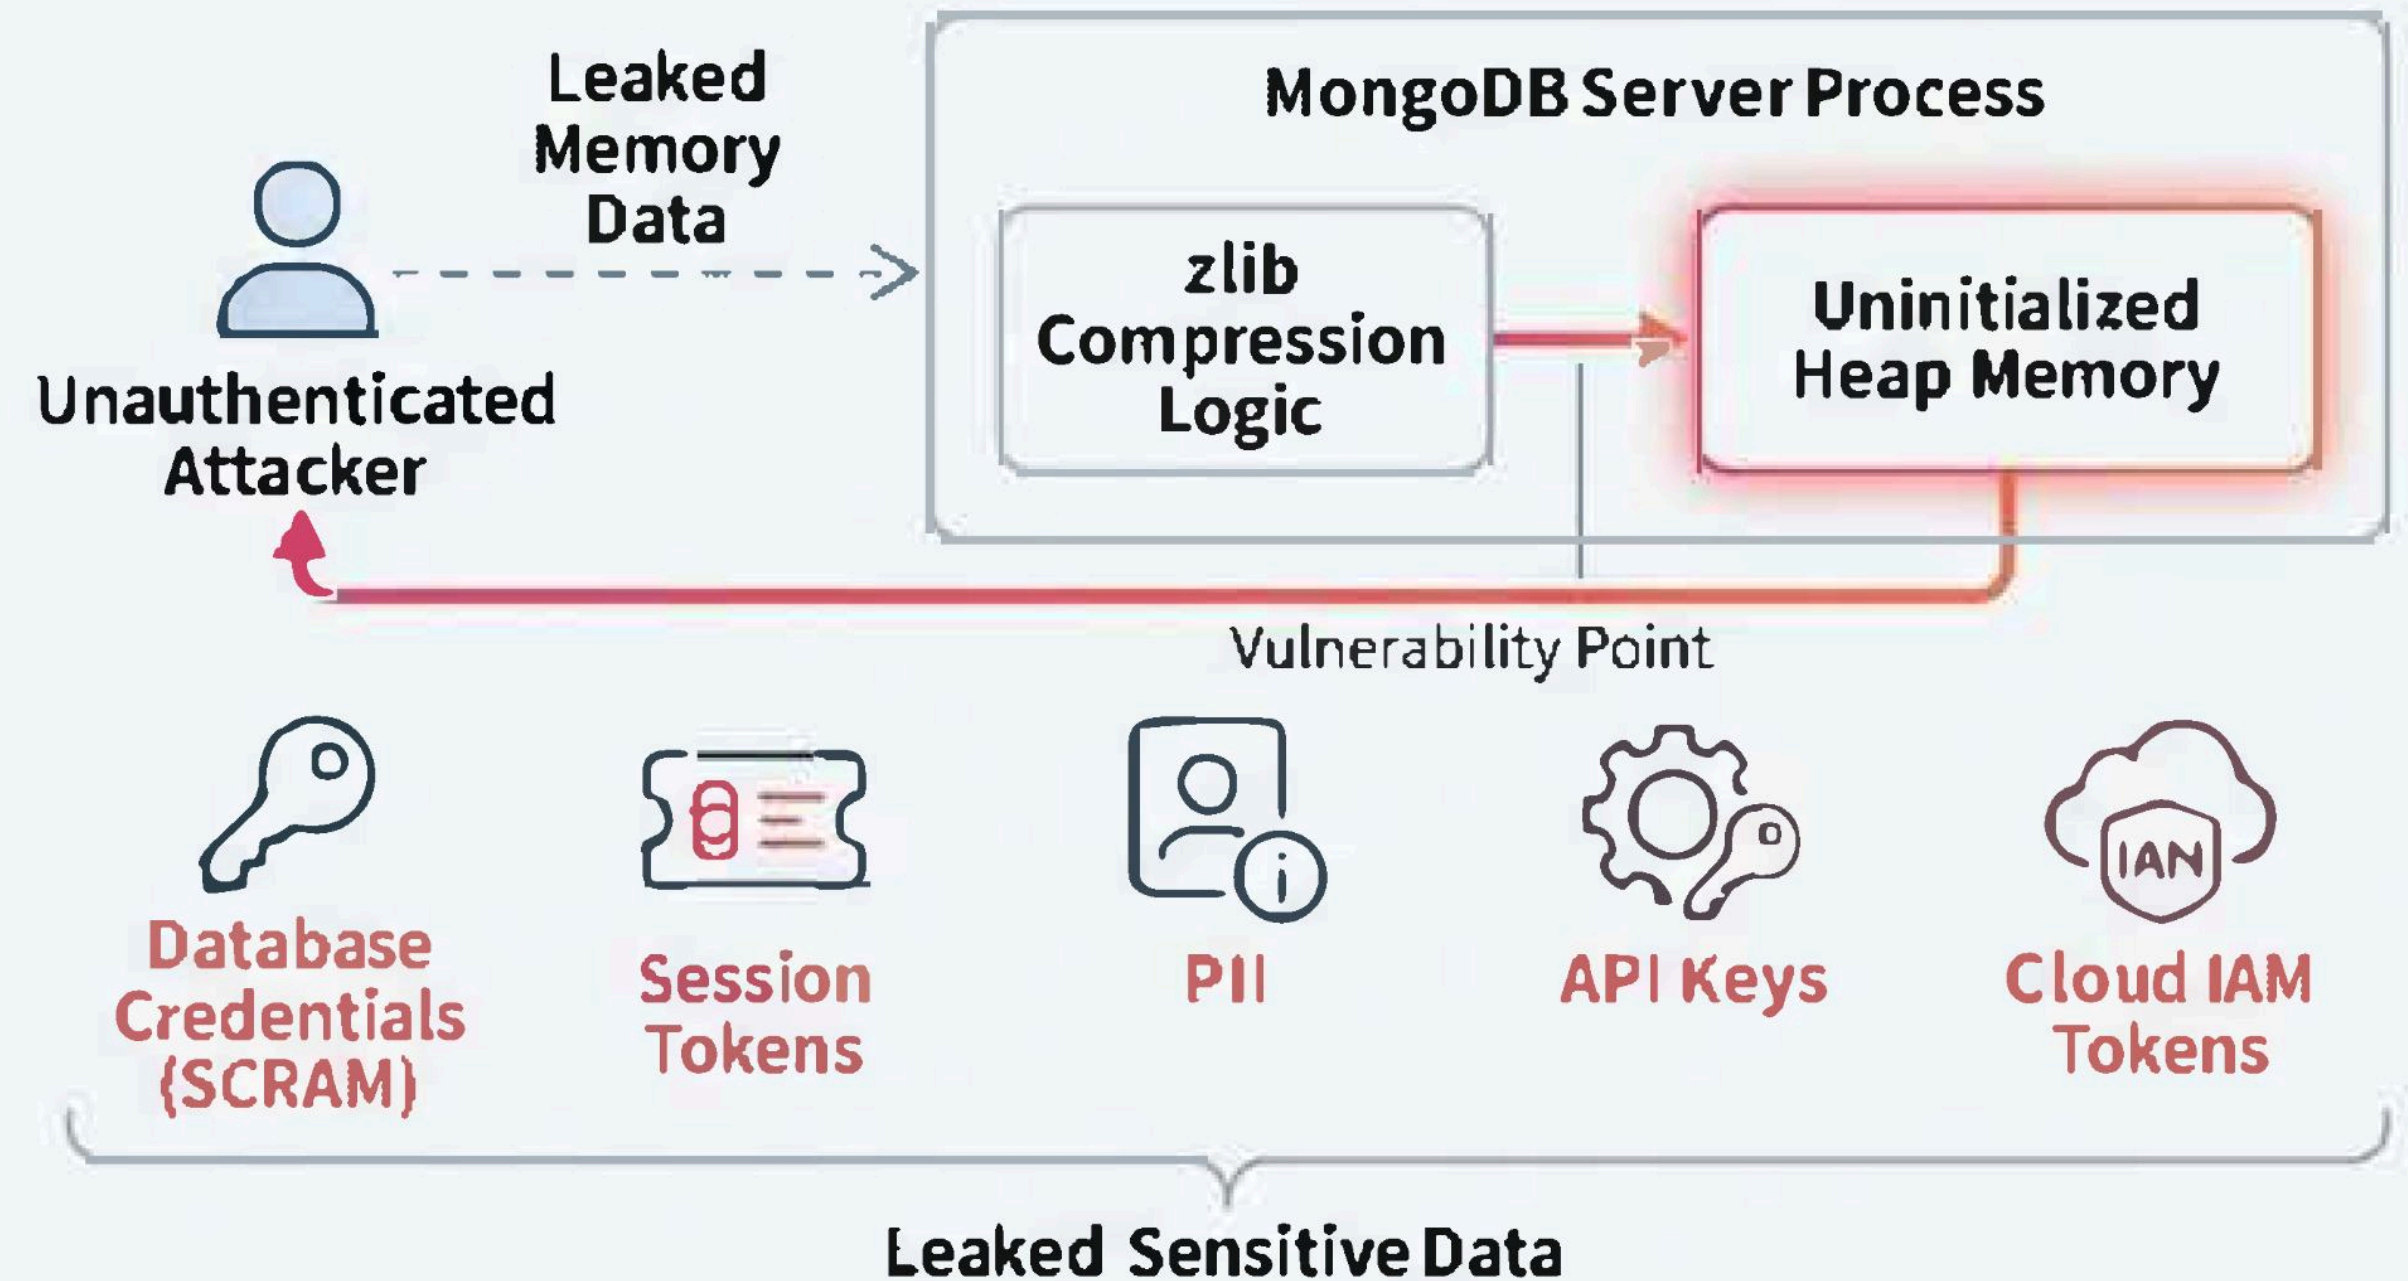 Leaked
Memory
Data
MongoDB Server Process
zlib
Compression
Logic
Uninitialized
Heap Memory
Unauthenticated
Attacker
Vulnerability Point
IAN
Database
Credentials
(SCRAM)
Session
Tokens
PII
API Keys
Cloud IAM
Tokens
Leaked Sensitive Data